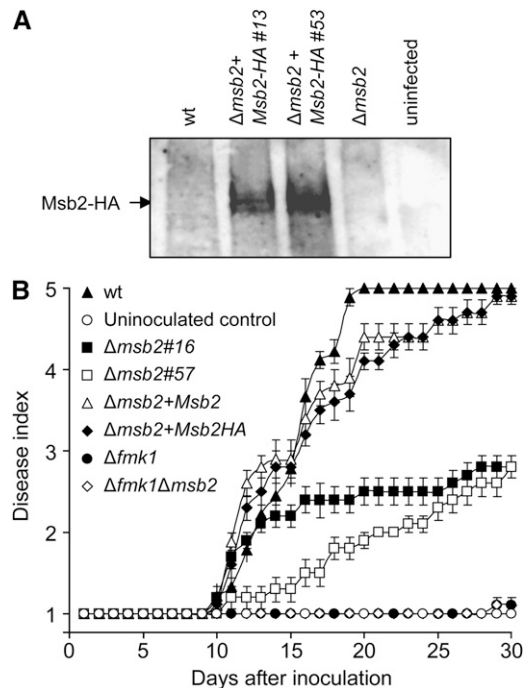 A
wt
Δmsb2+
Msb2-HA #13
Δmsb2 +
Msb2-HA #53
Δmsb2
uninfected
Msb2-HA
B
wt
Uninoculated control
Δmsb2#16
Δmsb2#57
Δmsb2+Msb2
Δmsb2+Msb2HA
Δfmk1
Δfmk1Δmsb2
Disease index
5
4
3
2
1
0 5 10 15 20 25 30
Days after inoculation